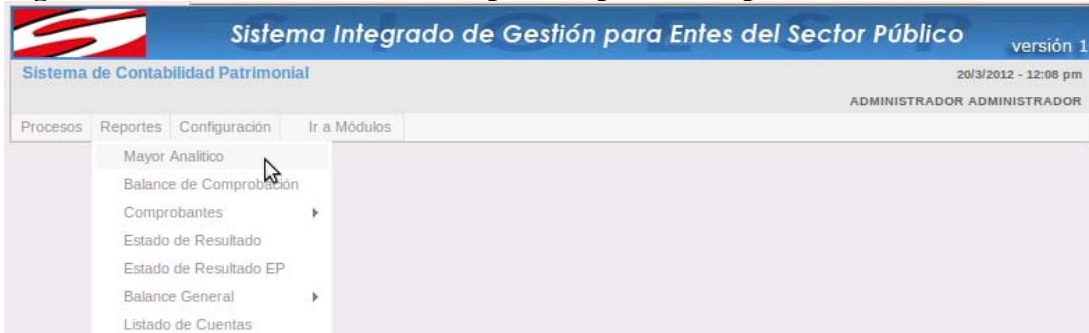 Sistema Integrado de Gestión para Entes del Sector Público
versión 1
Sistema de Contabilidad Patrimonial
20/3/2012 - 12:08 pm
ADMINISTRADOR ADMINISTRADOR
Procesos Reportes Configuración Ir a Módulos
Mayor Analitico
Balance de Comprobación
Comprobantes
Estado de Resultado
Estado de Resultado EP
Balance General
Listado de Cuentas